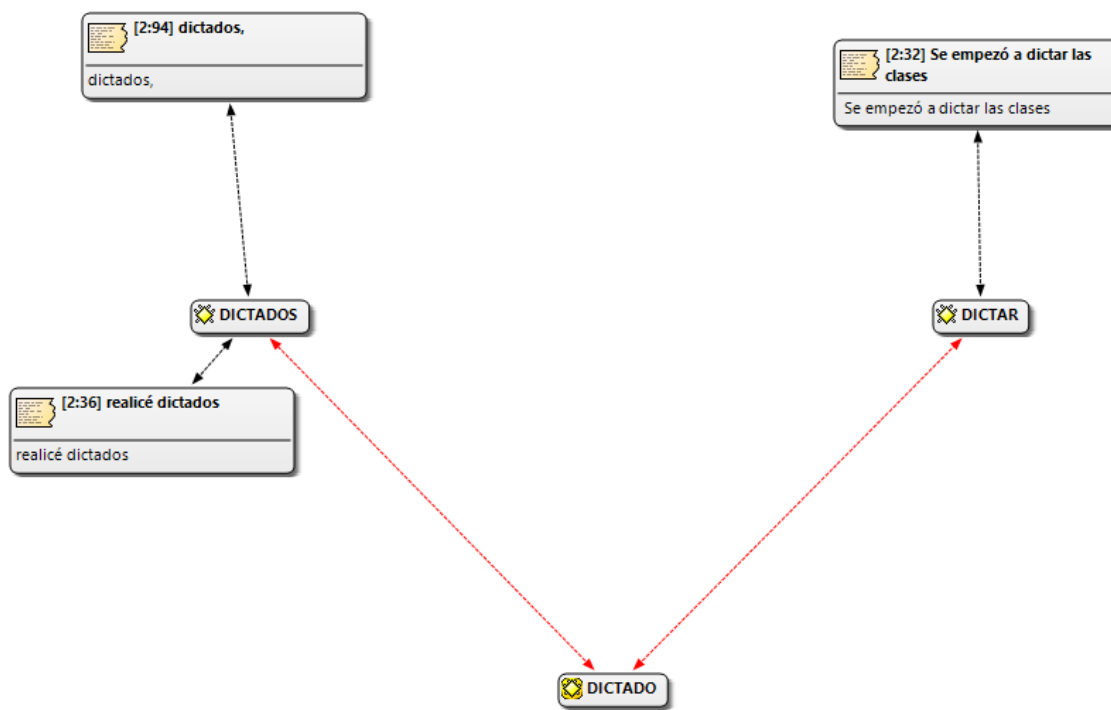 [2:94] dictados,
dictados,
[2:32] Se empezó a dictar las
clases
Se empezó a dictar las clases
DICTADOS
DICTAR
[2:36] realicé dictados
realicé dictados
DICTADO